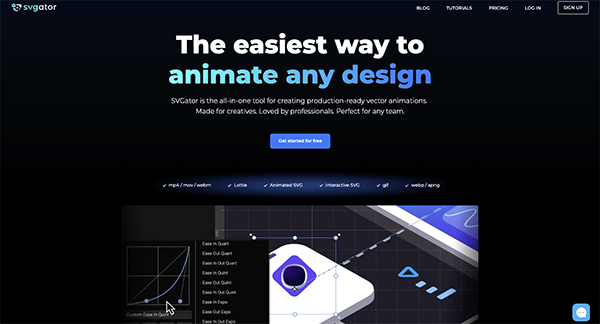 svgator
BLOG
TUTORIALS
PRICING
LOG IN
SIGN UP
The easiest way to
animate any design
SVGator is the all-in-one tool for creating production-ready vector animations.
Made for creatives. Loved by professionals. Perfect for any team.
Get started for free
mp4 / mov / webm
Lottie
Animated SVG
Interactive SVG
gif
webp / apng
Ease In Quart
Ease Out Quart
Ease In Out Quart
Ease In Quint
Ease Out Quint
Ease In Out Quint
Ease In Expo
Ease Out Expo
Ease In Out Expo
Custom Ease In Quint